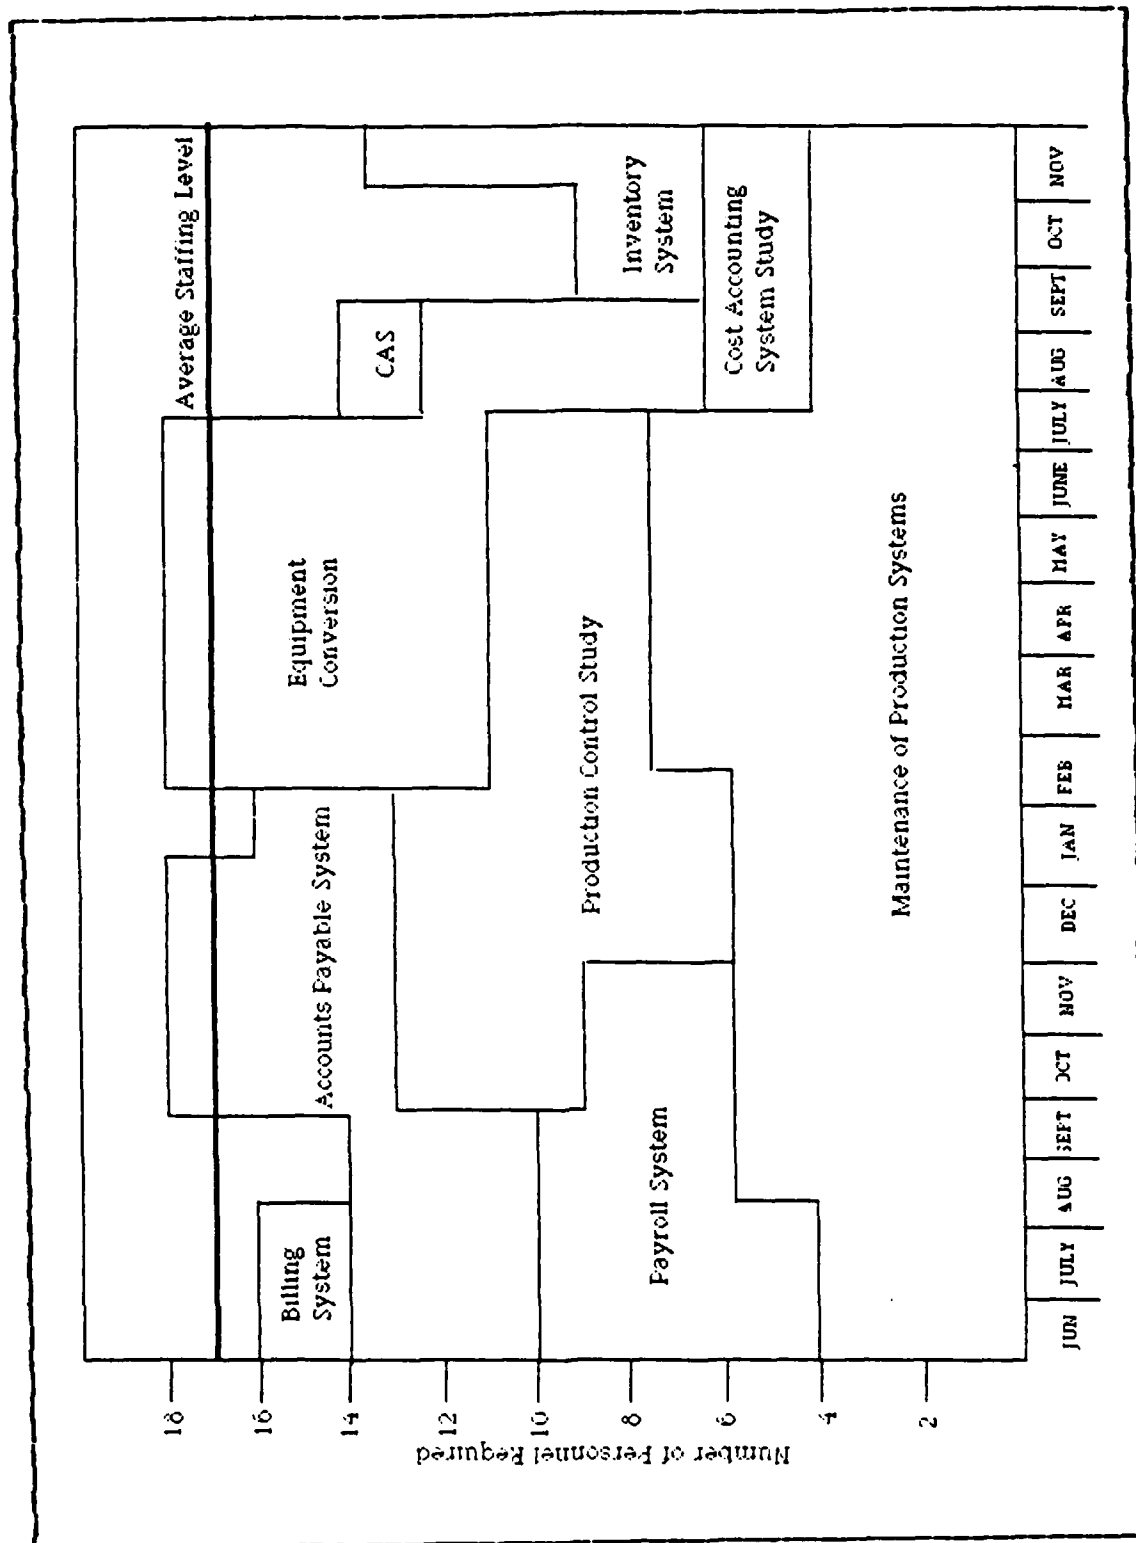 Average Staffing Level
Billing
System
Accounts Payable System
Equipment
Conversion
CAS
Inventory
System
Cost Accounting
System Study
Payroll System
Production Control Study
Maintenance of Production Systems
Number of Personnel Required
18
16
14
12
10
8
6
4
2
JUN JULY AUG SEPT OCT NOV DEC JAN FEB MAR APR MAY JUNE JULY AUG SEPT OCT NOV